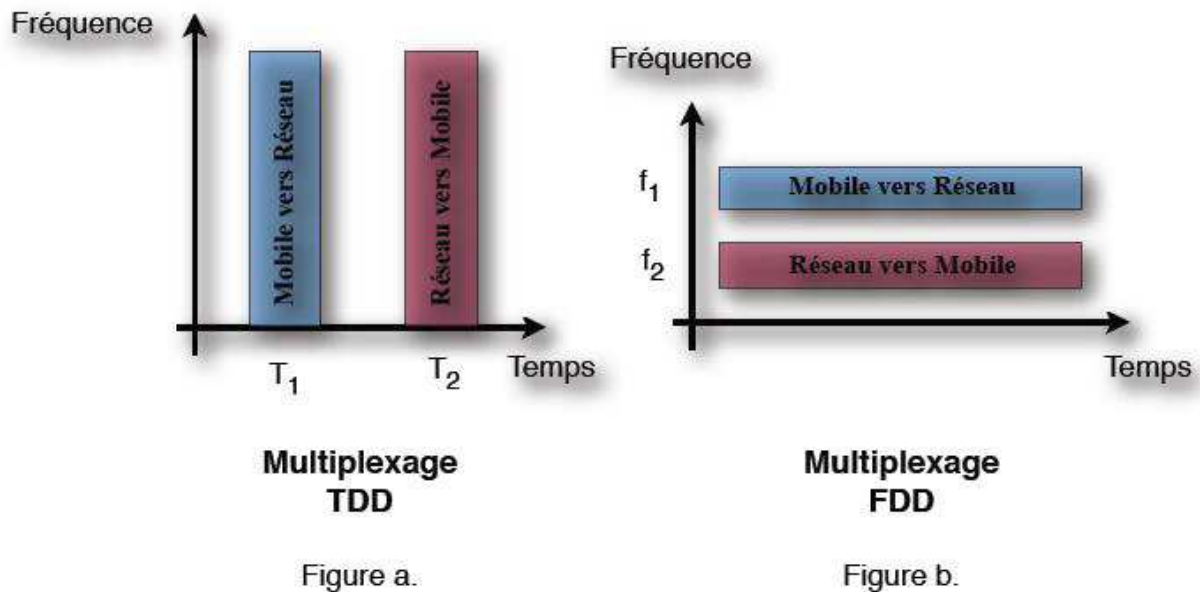 Fréquence
Mobile vers Réseau
Réseau vers Mobile
T1
T2
Temps
Multiplexage
TDD
Figure a.
Fréquence
f1
Mobile vers Réseau
f2
Réseau vers Mobile
Temps
Multiplexage
FDD
Figure b.